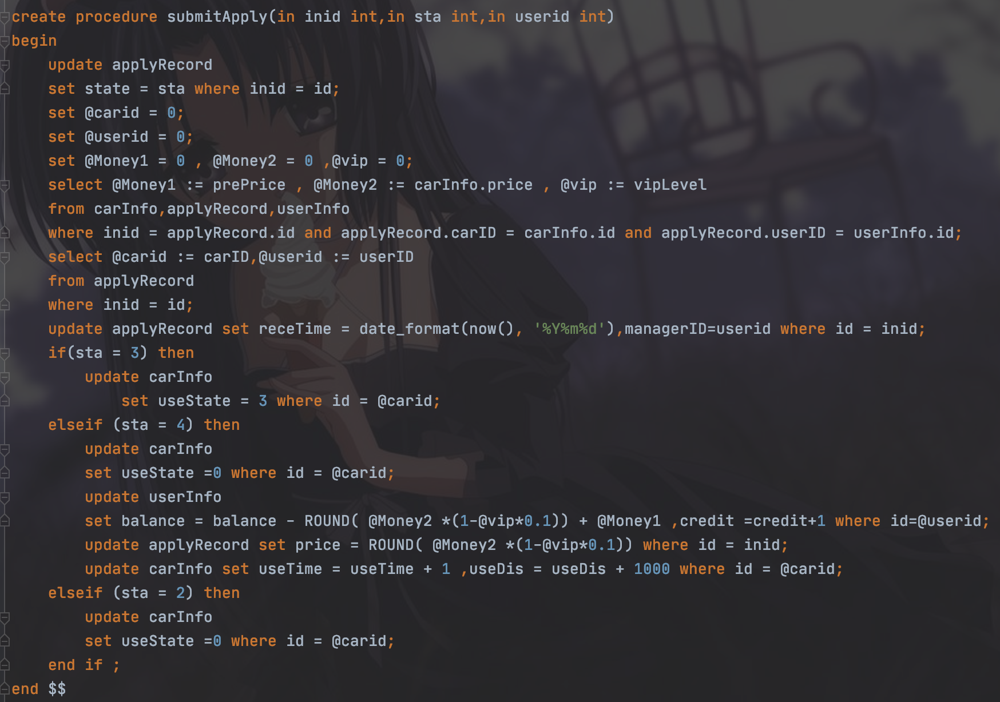 create procedure submitApply(in inid int,in sta int,in userid int)
begin
    update applyRecord
    set state = sta where inid = id;
    set @carid = 0;
    set @userid = 0;
    set @Money1 = 0 , @Money2 = 0 ,@vip = 0;
    select @Money1 := prePrice , @Money2 := carInfo.price , @vip := vipLevel
    from carInfo,applyRecord,userInfo
    where inid = applyRecord.id and applyRecord.carID = carInfo.id and applyRecord.userID = userInfo.id;
    select @carid := carID,@userid := userID
    from applyRecord
    where inid = id;
    update applyRecord set receTime = date_format(now(), '%Y%m%d'),managerID=userid where id = inid;
    if(sta = 3) then
        update carInfo
            set useState = 3 where id = @carid;
    elseif (sta = 4) then
        update carInfo
        set useState =0 where id = @carid;
        update userInfo
        set balance = balance - ROUND( @Money2 *(1-@vip*0.1)) + @Money1 ,credit =credit+1 where id=@userid;
        update applyRecord set price = ROUND( @Money2 *(1-@vip*0.1)) where id = inid;
        update carInfo set useTime = useTime + 1 ,useDis = useDis + 1000 where id = @carid;
    elseif (sta = 2) then
        update carInfo
        set useState =0 where id = @carid;
    end if ;
end $$